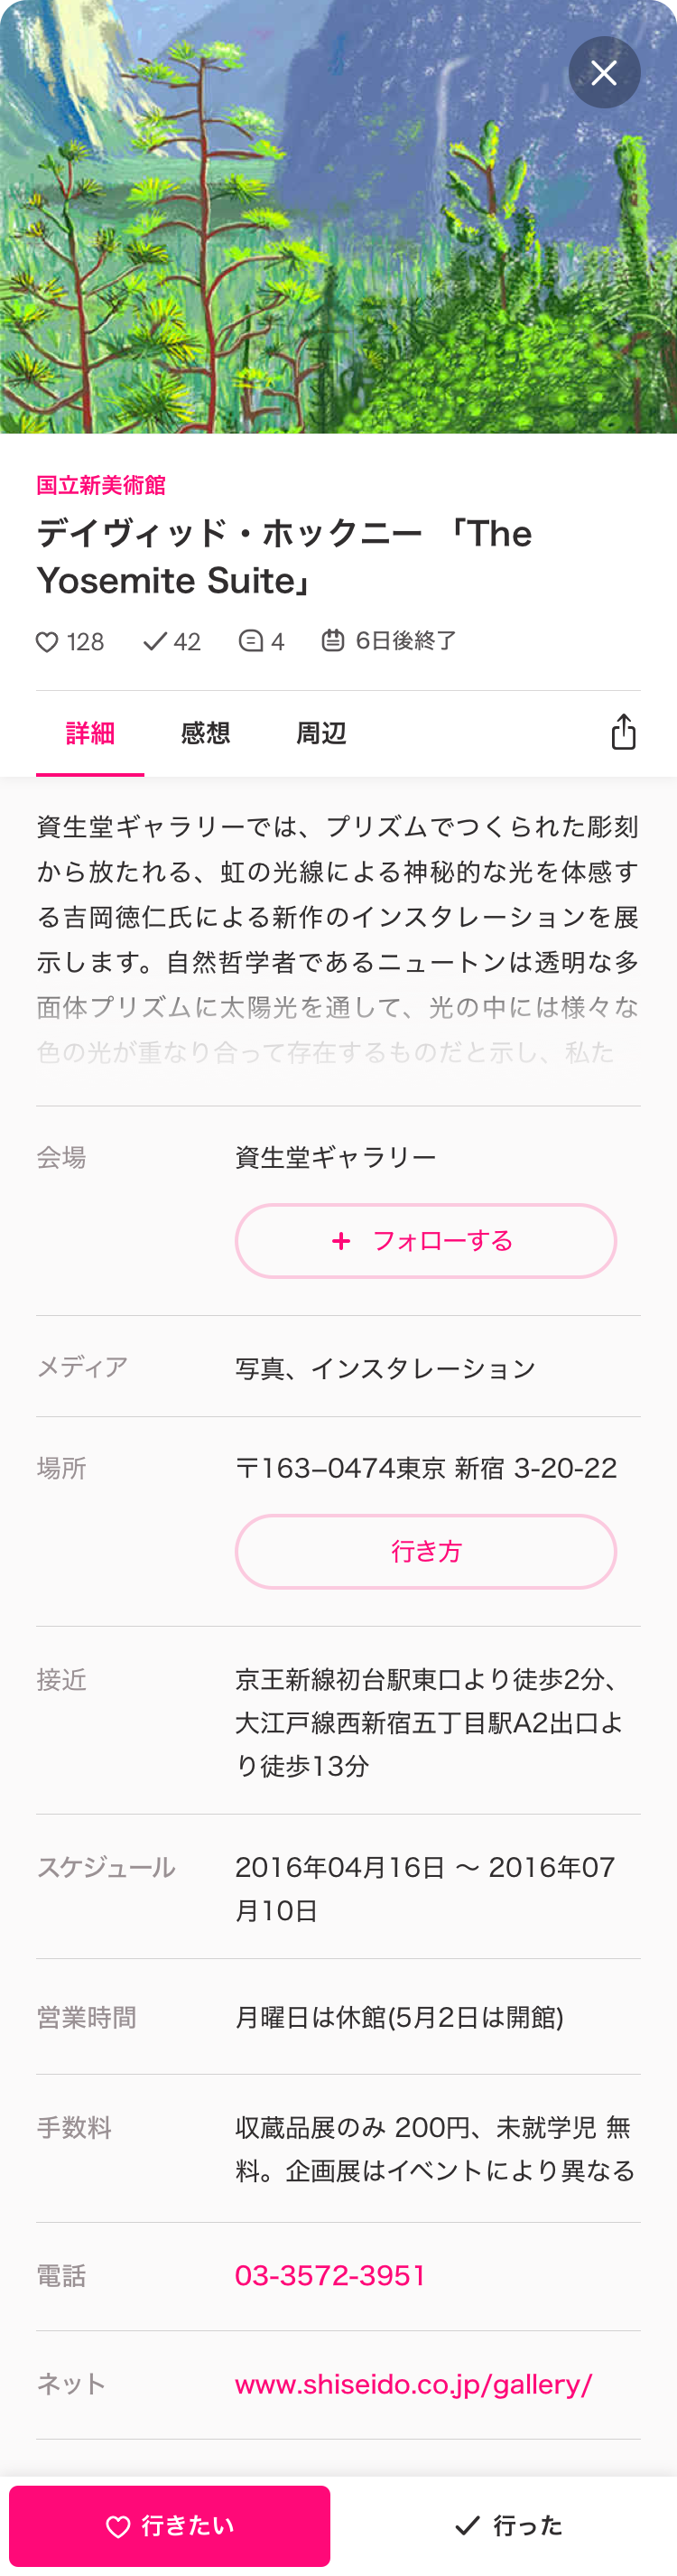 国立新美術館
デイヴィッド・ホックニー 「The
Yosemite Suite」
128 42 4 6日後終了
詳細 感想 周辺
資生堂ギャラリーでは、プリズムでつくられた彫刻
から放たれる、虹の光線による神秘的な光を体感す
る吉岡徳仁氏による新作のインスタレーションを展
示します。自然哲学者であるニュートンは透明な多
面体プリズムに太陽光を通して、光の中には様々な
色の光が重なり合って存在するものだと示し、私た
会場 資生堂ギャラリー
フォローする
メディア 写真、インスタレーション
場所 〒163–0474東京 新宿 3-20-22
行き方
接近 京王新線初台駅東口より徒歩2分、
大江戸線西新宿五丁目駅A2出口よ
り徒歩13分
スケジュール 2016年04月16日 〜 2016年07
月10日
営業時間 月曜日は休館(5月2日は開館)
手数料 収蔵品展のみ 200円、未就学児 無
料。企画展はイベントにより異なる
電話 03-3572-3951
ネット www.shiseido.co.jp/gallery/
行きたい 行った